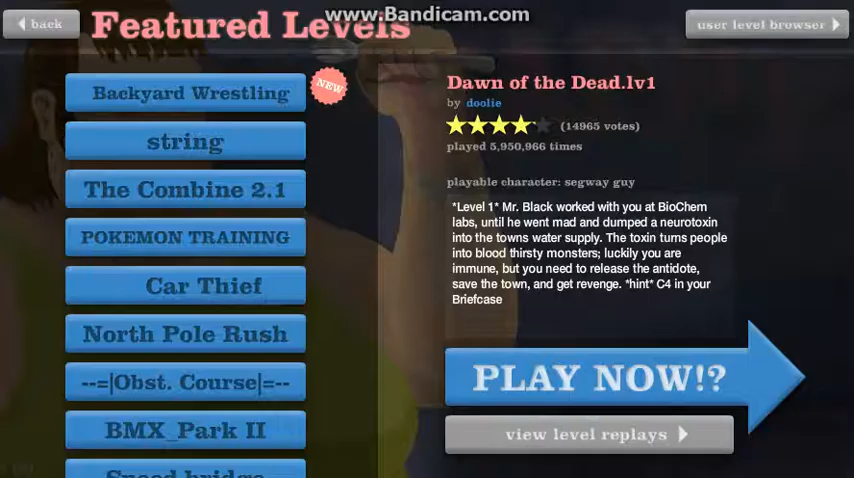 www.Bandicam.com
back
Featured Levels
user level browser
Backyard Wrestling
NEW
string
The Combine 2.1
POKEMON TRAINING
Car Thief
North Pole Rush
--=|Obst. Course|=--
BMX_Park II
Speed bridge
Dawn of the Dead.lv1
by doolie
(14965 votes)
played 5,950,966 times
playable character: segway guy
*Level 1* Mr. Black worked with you at BioChem
labs, until he went mad and dumped a neurotoxin
into the towns water supply. The toxin turns people
into blood thirsty monsters; luckily you are
immune, but you need to release the antidote,
save the town, and get revenge. *hint* C4 in your
Briefcase
PLAY NOW!?
view level replays